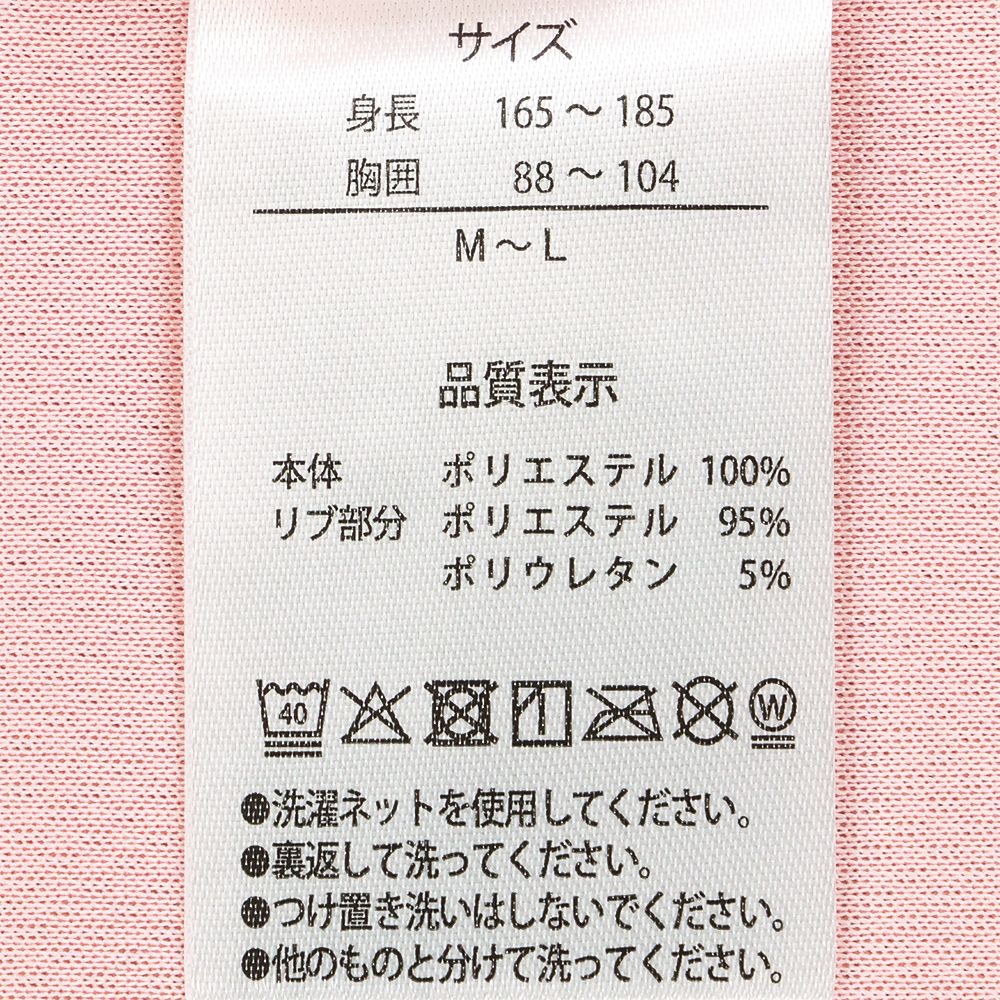 サイズ
身長 165～185
胸囲 88～104
M～L
品質表示
本体 ポリエステル 100%
リブ部分 ポリエステル 95%
ポリウレタン 5%
40 W
●洗濯ネットを使用してください。
●裏返して洗ってください。
●つけ置き洗いはしないでください。
●他のものと分けて洗ってください。